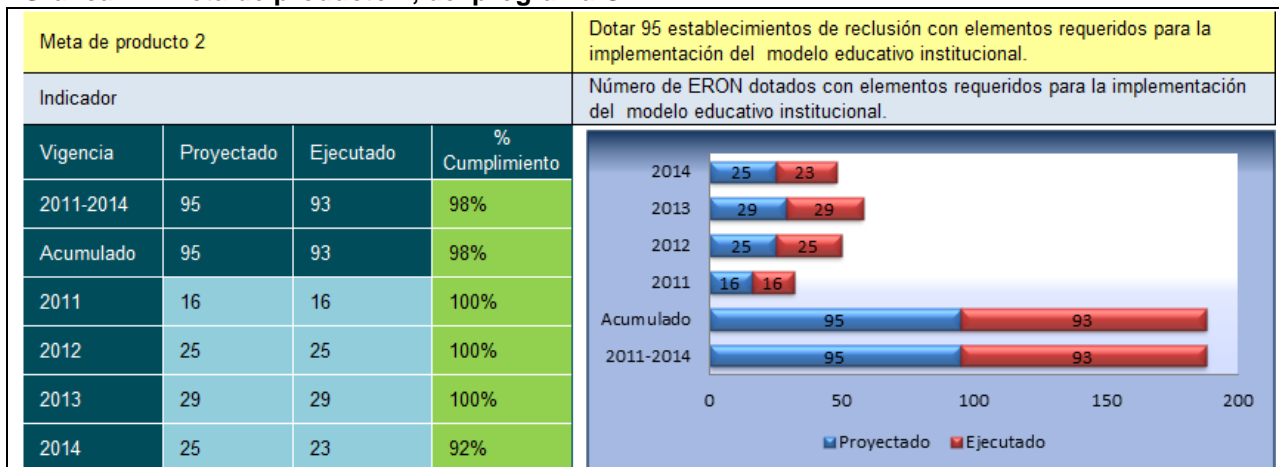 Meta de producto 2
Dotar 95 establecimientos de reclusión con elementos requeridos para la
implementación del modelo educativo institucional.
Indicador
Número de ERON dotados con elementos requeridos para la implementación
del modelo educativo institucional.
Vigencia Proyectado Ejecutado % Cumplimiento
2011-2014 95 93 98%
Acumulado 95 93 98%
2011 16 16 100%
2012 25 25 100%
2013 29 29 100%
2014 25 23 92%
2014 25 23
2013 29 29
2012 25 25
2011 16 16
Acumulado 95 93
2011-2014 95 93
0 50 100 150 200
Proyectado Ejecutado